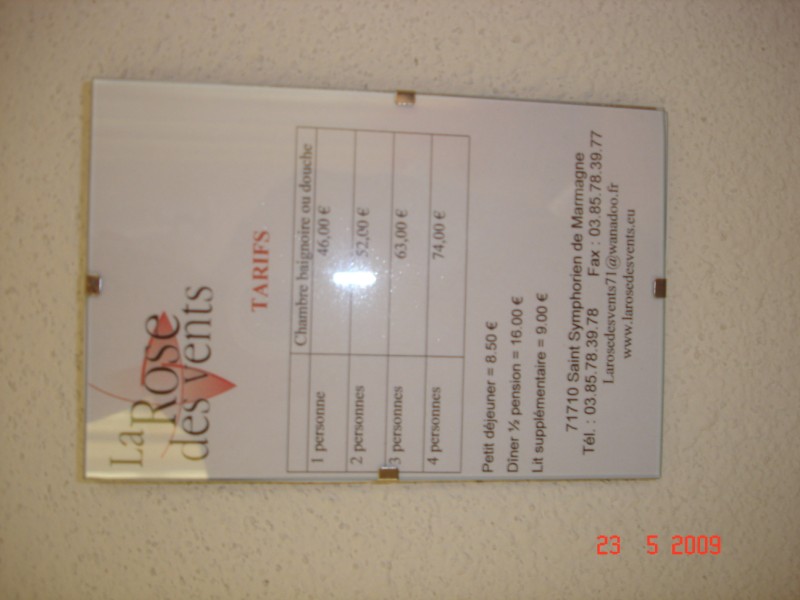 La Rose
des vents
TARIFS
Chambre baignoire ou douche
1 personne 46,00 €
2 personnes 52,00 €
3 personnes 63,00 €
4 personnes 74,00 €
Petit déjeuner = 8.50 €
Dîner ½ pension = 16.00 €
Lit supplémentaire = 9.00 €
71710 Saint Symphorien de Marmagne
Tél. : 03.85.78.39.78 Fax : 03.85.78.39.77
Larosedesvents71@wanadoo.fr
www.larosedesvents.eu
23 5 2009